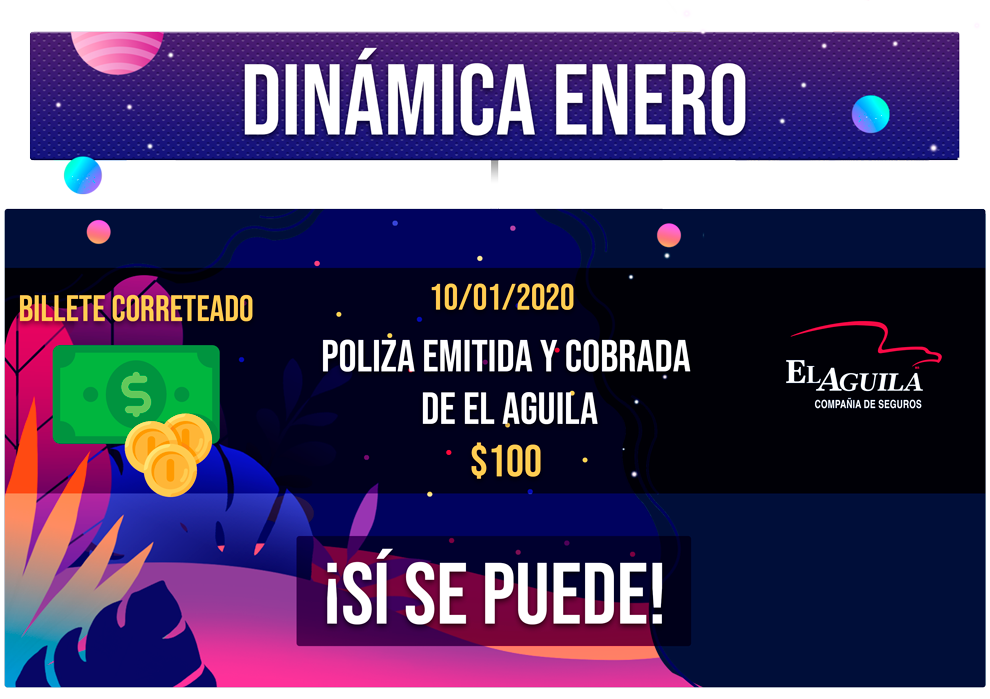 DINÁMICA ENERO
BILLETE CORRETEADO
10/01/2020
POLIZA EMITIDA Y COBRADA
DE EL AGUILA
$100
EL AGUILA
COMPAÑIA DE SEGUROS
¡SÍ SE PUEDE!